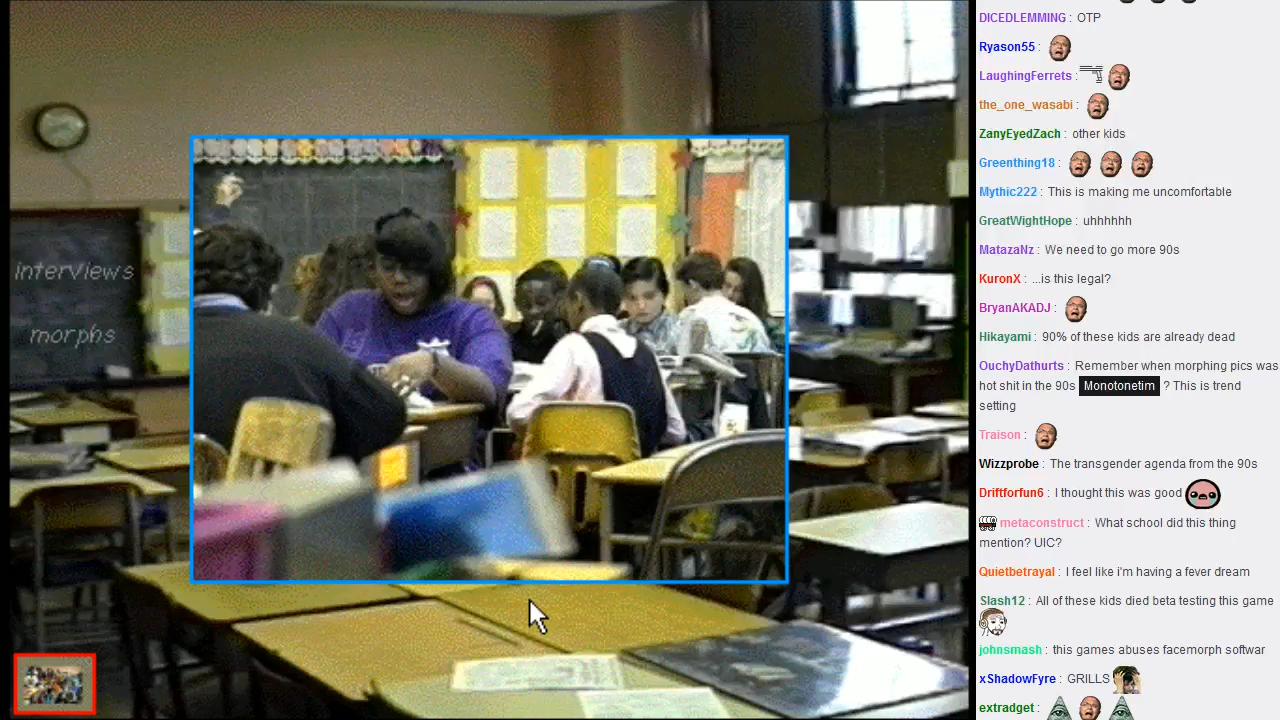 interviews
morphs
DICEDLEMMING : OTP
Ryason55 :
LaughingFerrets :
the_one_wasabi :
ZanyEyedZach : other kids
Greenthing18 :
Mythic222 : This is making me uncomfortable
GreatWightHope : uhhhhhh
MatazaNz : We need to go more 90s
KuronX : ...is this legal?
BryanAKADJ :
Hikayami : 90% of these kids are already dead
OuchyDathurts : Remember when morphing pics was
hot shit in the 90s Monotonetim ? This is trend
setting
Traison :
Wizzprobe : The transgender agenda from the 90s
Driftforfun6 : I thought this was good
metaconstruct : What school did this thing
mention? UIC?
Quietbetrayal : I feel like i'm having a fever dream
Slash12 : All of these kids died beta testing this game
johnsmash : this games abuses facemorph softwar
xShadowFyre : GRILLS
extradget :